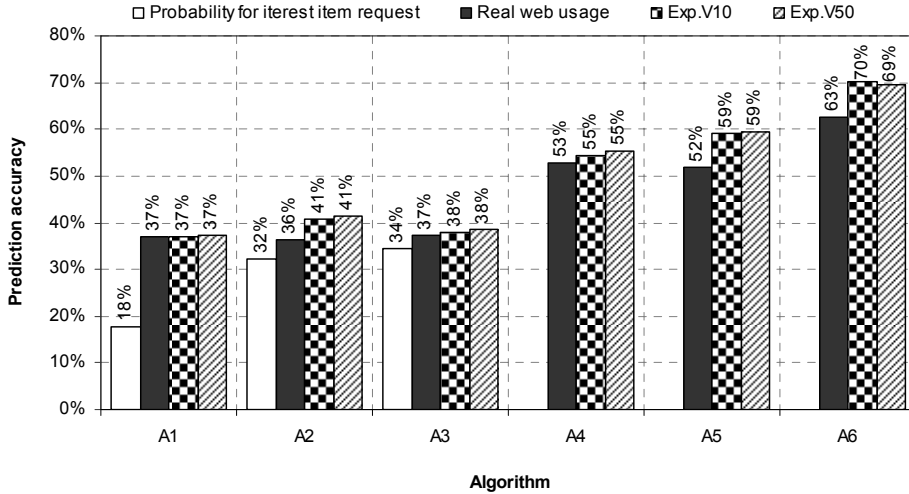 Probability for iterest item request Real web usage Exp.V10 Exp.V50
80%
70%
60%
50%
40%
30%
20%
10%
0%
Prediction accuracy
18% 37% 37% 37%
32% 36% 41% 41%
34% 37% 38% 38%
53% 55% 55%
52% 59% 59%
63% 70% 69%
A1 A2 A3 A4 A5 A6
Algorithm